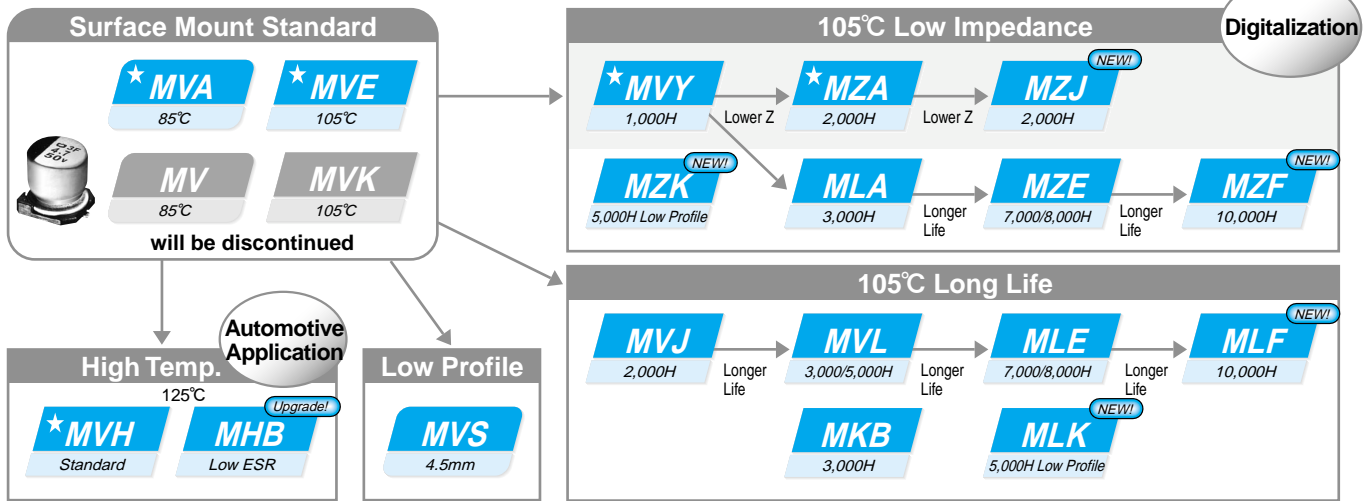 Surface Mount Standard
★MVA
85℃
★MVE
105℃
MV
85℃
MVK
105℃
4.7
50V
will be discontinued
105℃ Low Impedance
Digitalization
★MVY
1,000H
Lower Z
★MZA
2,000H
Lower Z
NEW!
MZJ
2,000H
NEW!
MZK
5,000H Low Profile
MLA
3,000H
Longer
Life
MZE
7,000/8,000H
Longer
Life
NEW!
MZF
10,000H
105℃ Long Life
MVJ
2,000H
Longer
Life
MVL
3,000/5,000H
Longer
Life
MLE
7,000/8,000H
Longer
Life
NEW!
MLF
10,000H
MKB
3,000H
NEW!
MLK
5,000H Low Profile
Automotive
Application
High Temp.
125℃
★MVH
Standard
Upgrade!
MHB
Low ESR
Low Profile
MVS
4.5mm